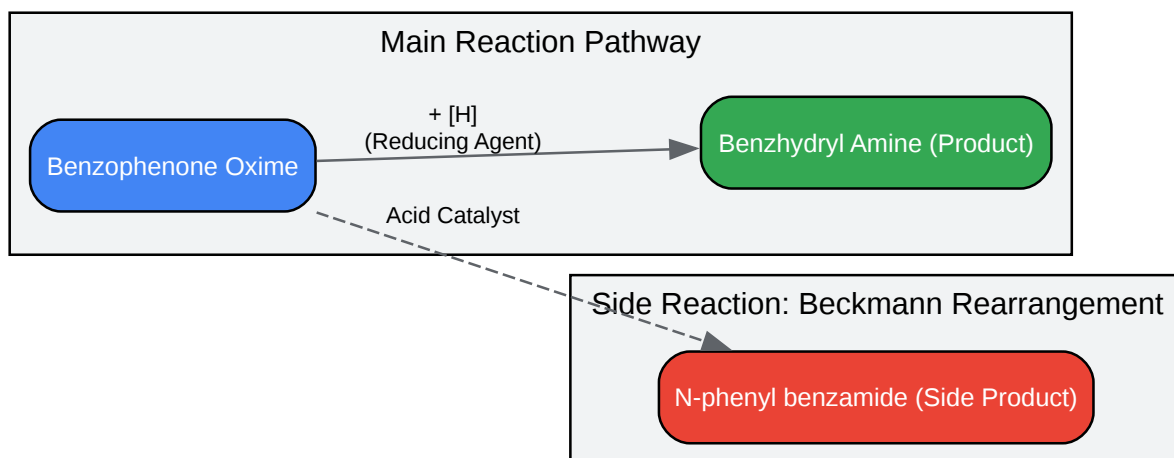 Main Reaction Pathway
+ [H]
(Reducing Agent)
Benzophenone Oxime
Benzhydryl Amine (Product)
Acid Catalyst
Side Reaction: Beckmann Rearrangement
N-phenyl benzamide (Side Product)